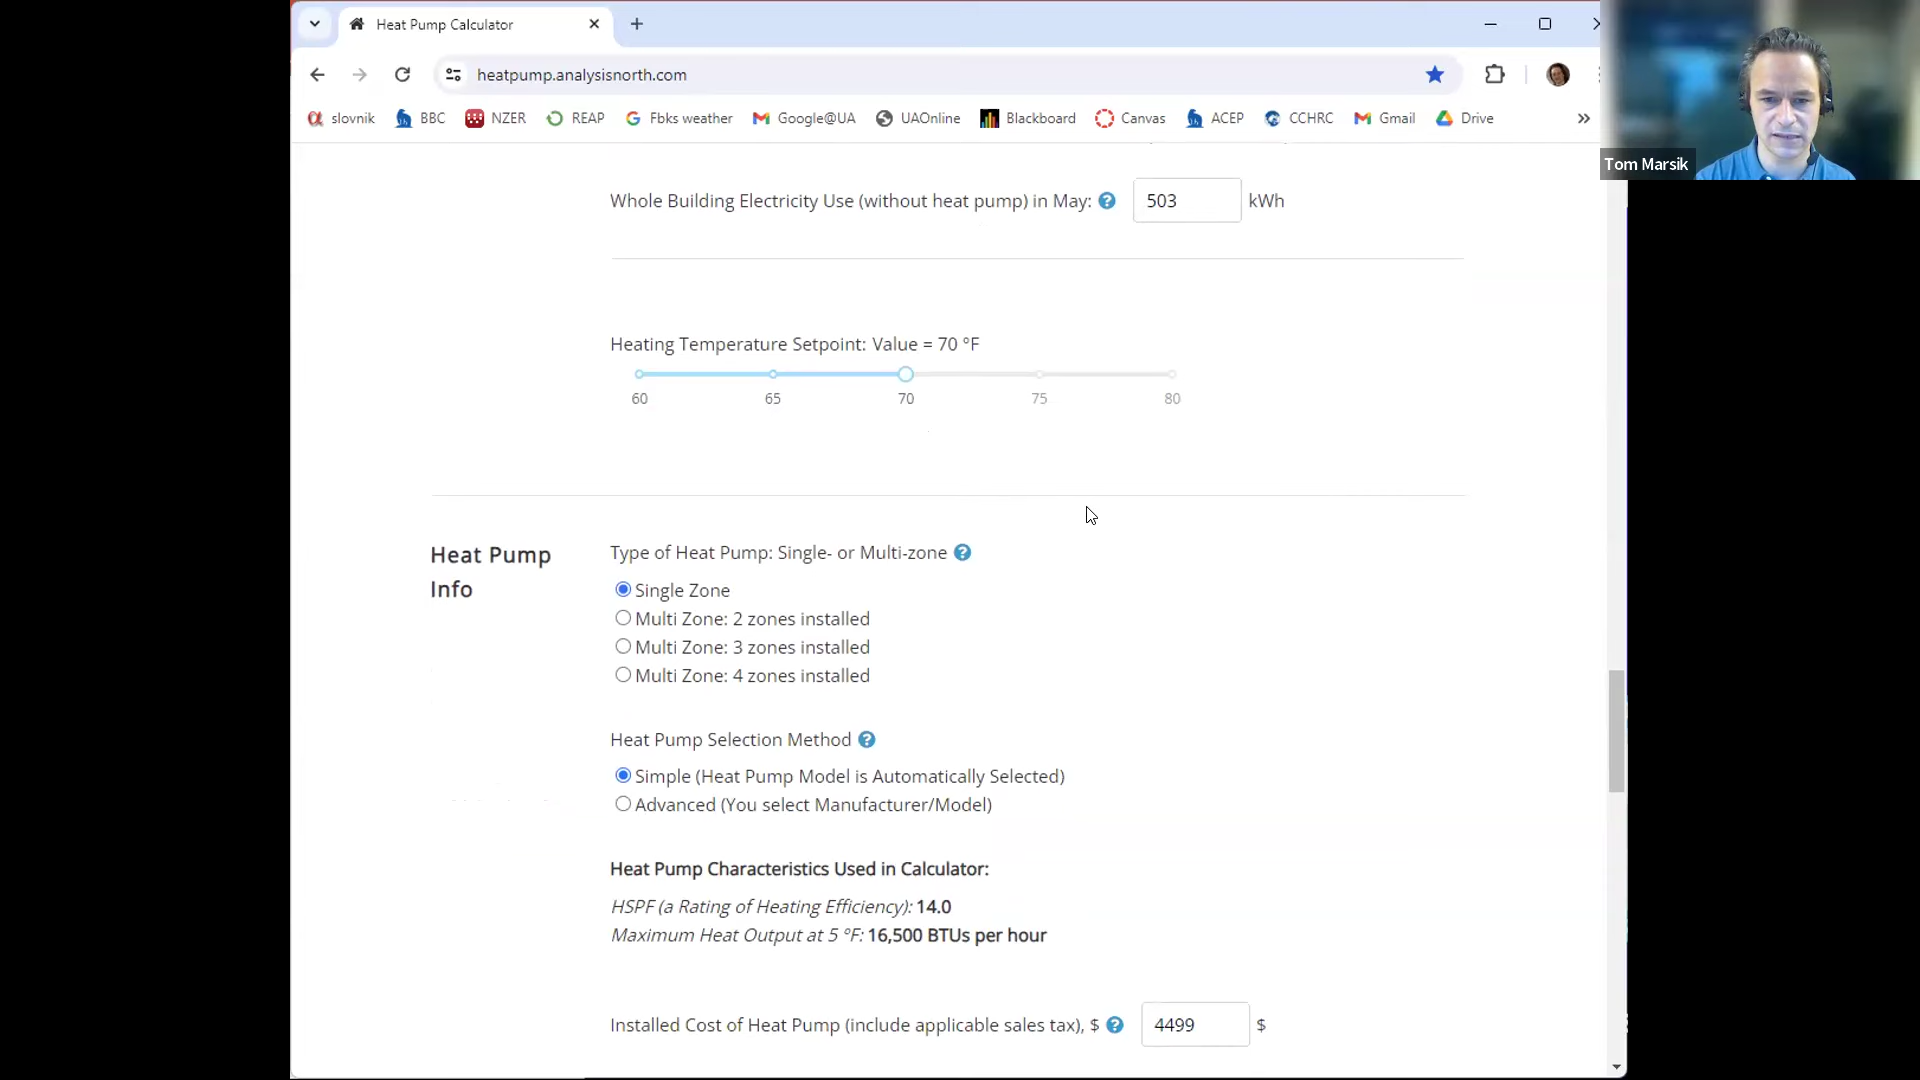 Heat Pump Calculator
heatpump.analysisnorth.com
slovnik BBC NZER REAP Fbks weather Google@UA UAOnline Blackboard Canvas ACEP CCHRC Gmail Drive »
Tom Marsik
Whole Building Electricity Use (without heat pump) in May: ? 503 kWh
Heating Temperature Setpoint: Value = 70 °F
60 65 70 75 80
Heat Pump
Info
Type of Heat Pump: Single- or Multi-zone ?
Single Zone
Multi Zone: 2 zones installed
Multi Zone: 3 zones installed
Multi Zone: 4 zones installed
Heat Pump Selection Method ?
Simple (Heat Pump Model is Automatically Selected)
Advanced (You select Manufacturer/Model)
Heat Pump Characteristics Used in Calculator:
HSPF (a Rating of Heating Efficiency): 14.0
Maximum Heat Output at 5 °F: 16,500 BTUs per hour
Installed Cost of Heat Pump (include applicable sales tax), $ ? 4499 $